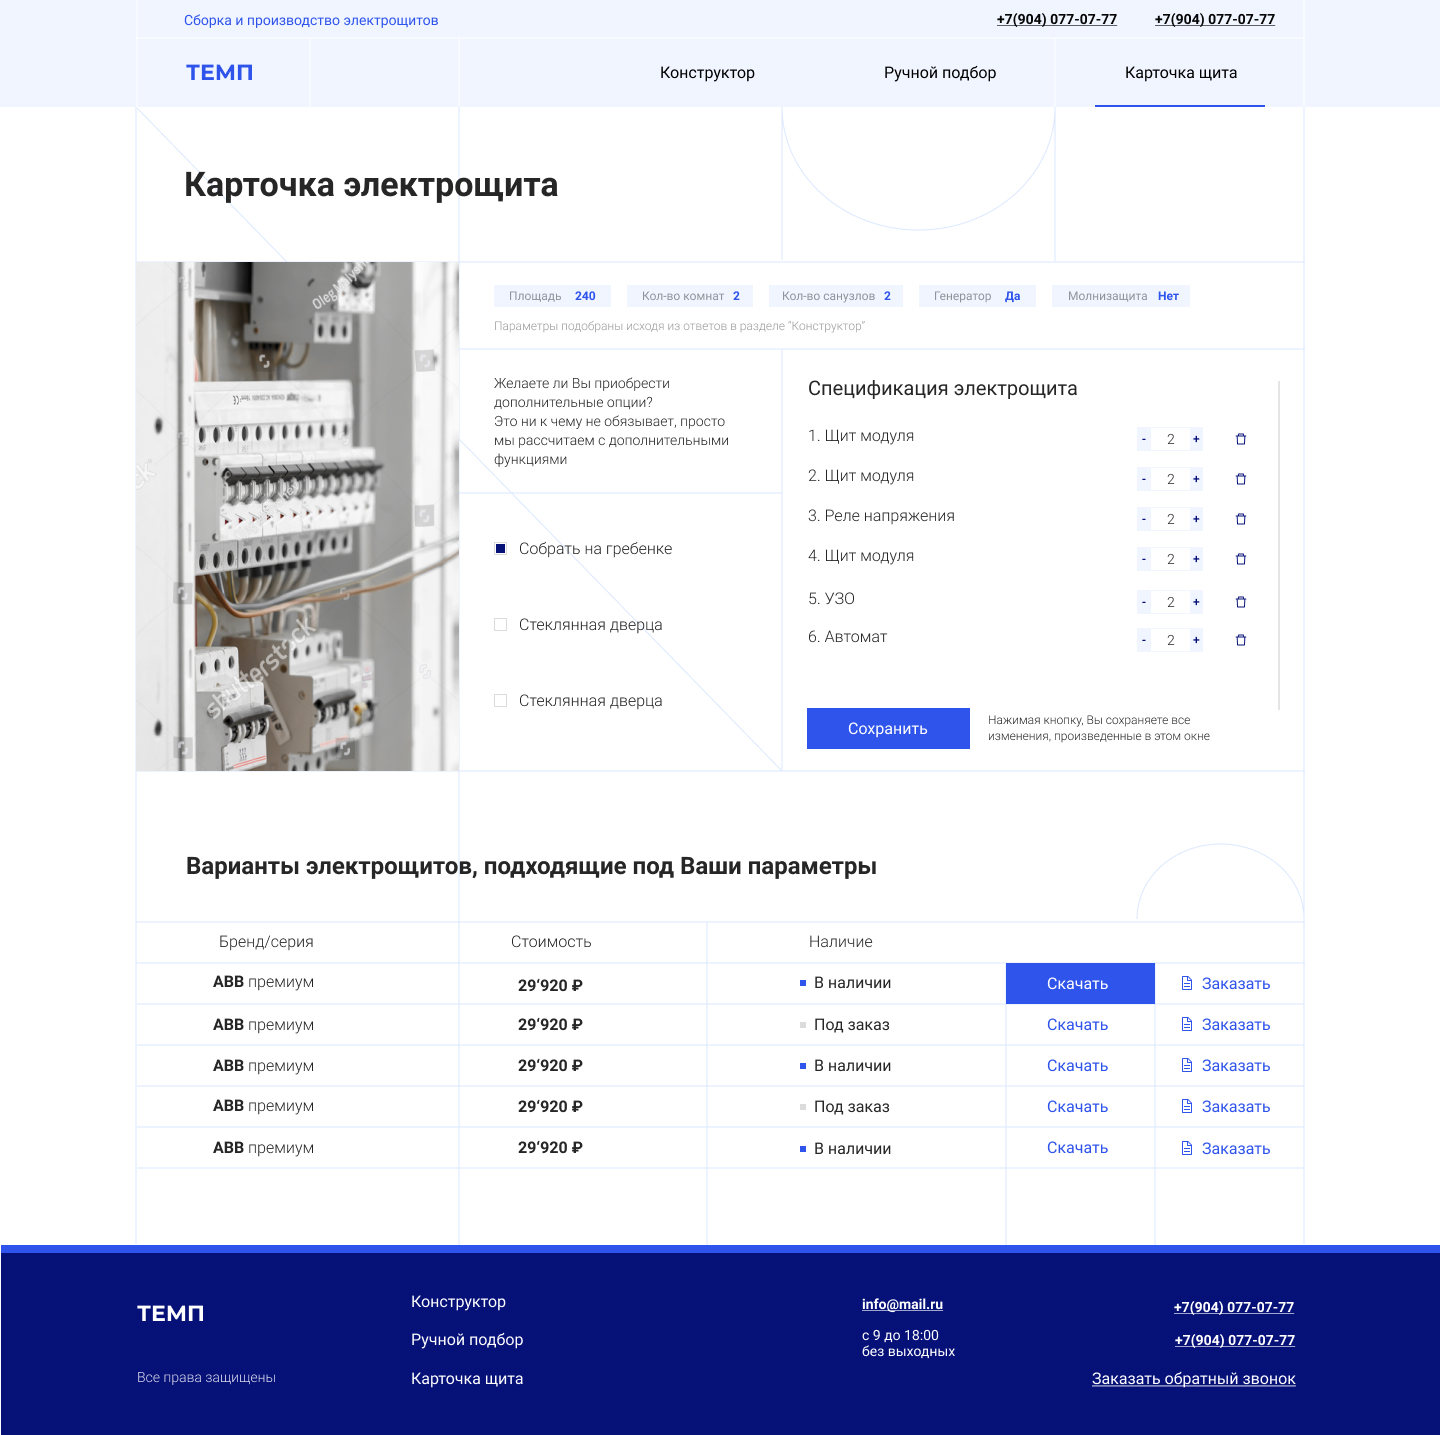 Сборка и производство электрощитов
+7(904) 077-07-77
+7(904) 077-07-77
ТЕМП
Конструктор
Ручной подбор
Карточка щита
Карточка электрощита
Площадь 240
Кол-во комнат 2
Кол-во санузлов 2
Генератор Да
Молнизащита Нет
Параметры подобраны исходя из ответов в разделе “Конструктор”
shutterstock
Желаете ли Вы приобрести
дополнительные опции?
Это ни к чему не обязывает, просто
мы рассчитаем с дополнительными
функциями
Собрать на гребенке
Стеклянная дверца
Стеклянная дверца
Спецификация электрощита
1. Щит модуля - 2 +
2. Щит модуля - 2 +
3. Реле напряжения - 2 +
4. Щит модуля - 2 +
5. УЗО - 2 +
6. Автомат - 2 +
Сохранить
Нажимая кнопку, Вы сохраняете все
изменения, произведенные в этом окне
Варианты электрощитов, подходящие под Ваши параметры
Бренд/серия Стоимость Наличие
ABB премиум 29‘920 ₽ В наличии Скачать Заказать
ABB премиум 29‘920 ₽ Под заказ Скачать Заказать
ABB премиум 29‘920 ₽ В наличии Скачать Заказать
ABB премиум 29‘920 ₽ Под заказ Скачать Заказать
ABB премиум 29‘920 ₽ В наличии Скачать Заказать
ТЕМП
Все права защищены
Конструктор
Ручной подбор
Карточка щита
info@mail.ru
с 9 до 18:00
без выходных
+7(904) 077-07-77
+7(904) 077-07-77
Заказать обратный звонок